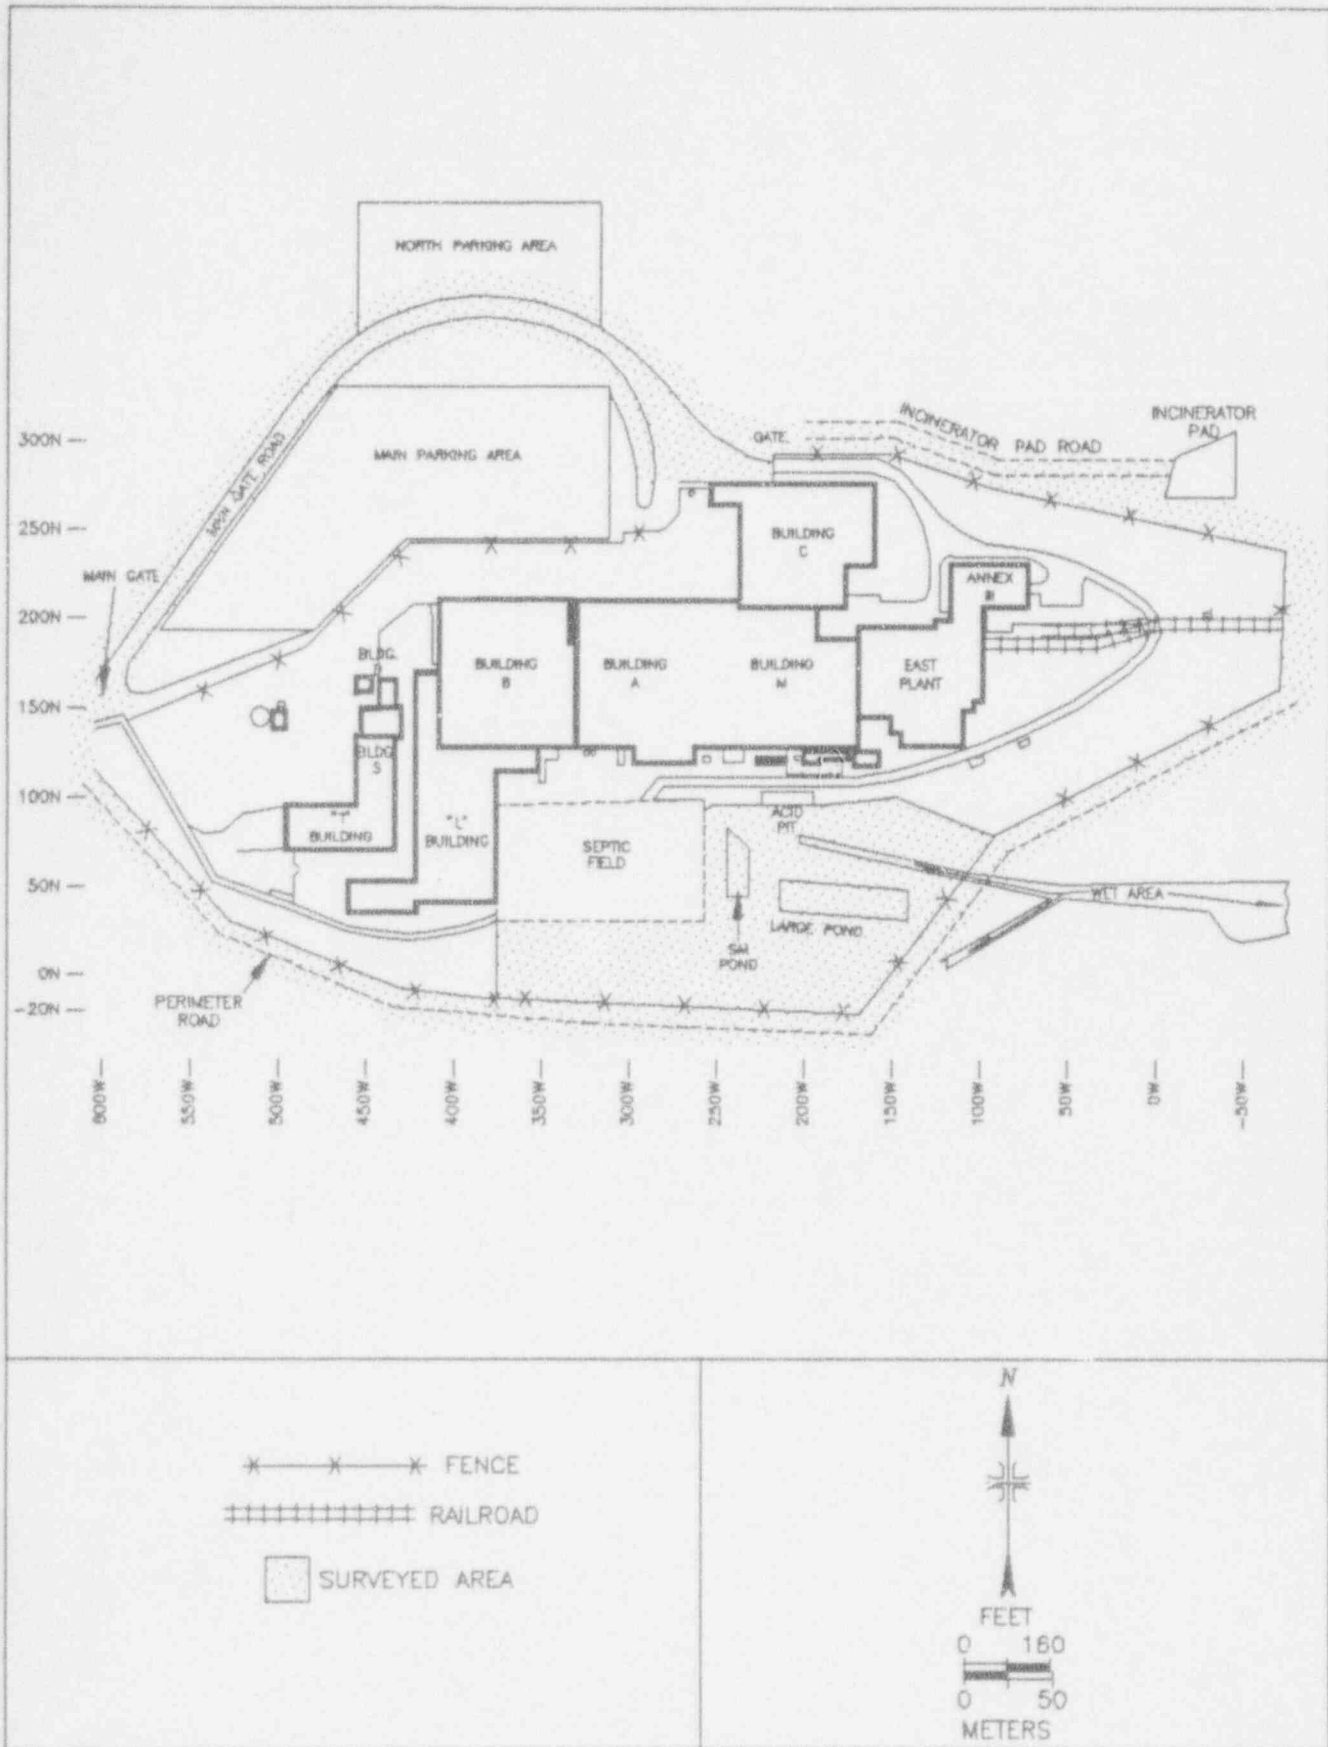 NORTH PARKING AREA
300N
GATE
INCINERATOR PAD ROAD
INCINERATOR
PAD
MAIN PARKING AREA
MAIN GATE ROAD
250N
BUILDING
C
MAIN GATE
ANNEX
200N
BLDG.
BUILDING
B
BUILDING
A
BUILDING
M
EAST
PLANT
150N
BLDG.
S
100N
"T"
BUILDING
"L"
BUILDING
SEPTIC
FIELD
ACID
PIT
50N
WET AREA
LARGE POND
SM
POND
0N
-20N
PERIMETER
ROAD
600W
550W
500W
450W
400W
350W
300W
250W
200W
150W
100W
50W
0W
-50W
FENCE
RAILROAD
SURVEYED AREA
N
FEET
0 160
0 50
METERS